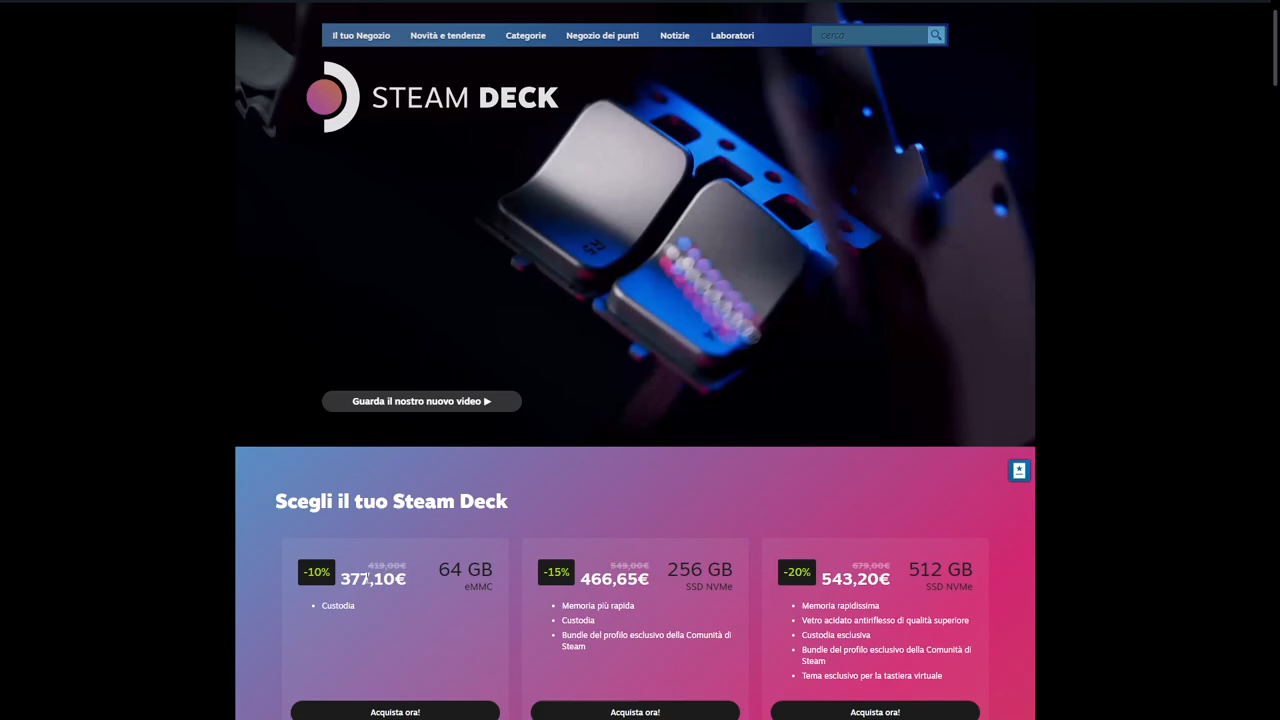 Il tuo Negozio Novità e tendenze Categorie Negozio dei punti Notizie Laboratori cerca
STEAM DECK
R5
Guarda il nostro nuovo video ▶
Scegli il tuo Steam Deck
-10% 419,00€ 377,10€ 64 GB eMMC
• Custodia
Acquista ora!
-15% 549,00€ 466,65€ 256 GB SSD NVMe
• Memoria più rapida
• Custodia
• Bundle del profilo esclusivo della Comunità di
Steam
Acquista ora!
-20% 679,00€ 543,20€ 512 GB SSD NVMe
• Memoria rapidissima
• Vetro acidato antiriflesso di qualità superiore
• Custodia esclusiva
• Bundle del profilo esclusivo della Comunità di
Steam
• Tema esclusivo per la tastiera virtuale
Acquista ora!